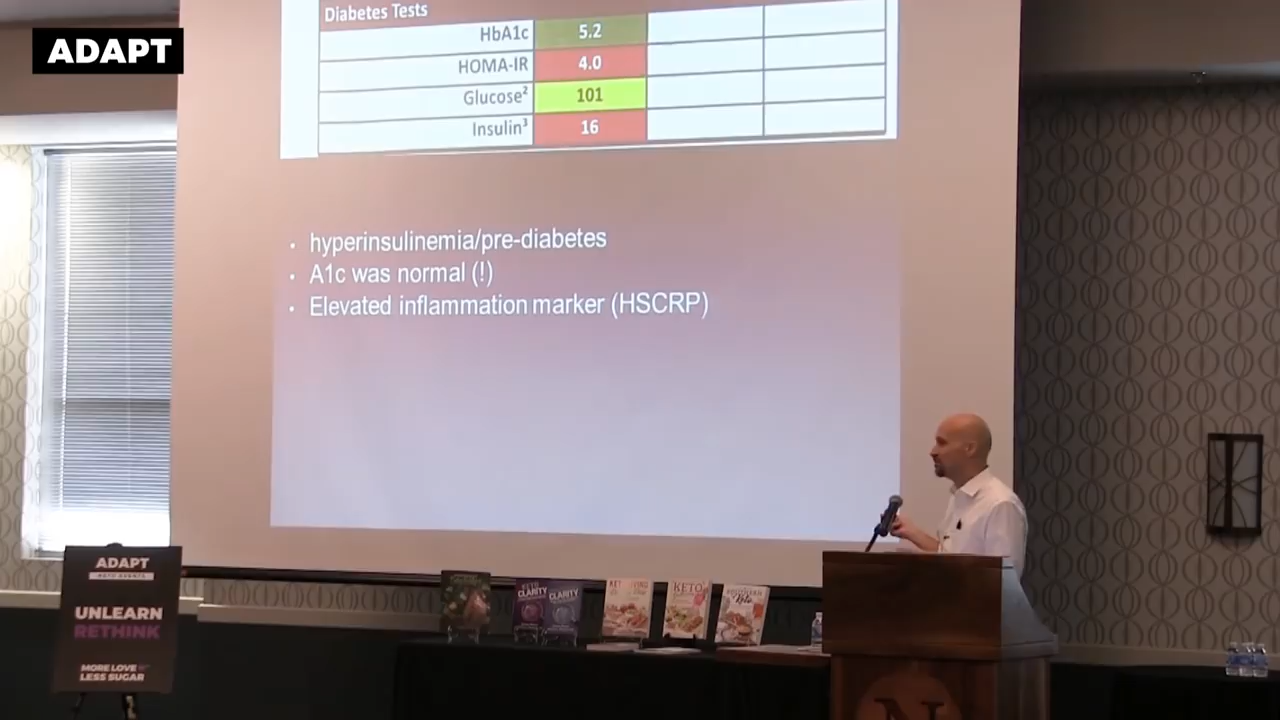 ADAPT
Diabetes Tests
HbA1c 5.2
HOMA-IR 4.0
Glucose² 101
Insulin³ 16
• hyperinsulinemia/pre-diabetes
• A1c was normal (!)
• Elevated inflammation marker (HSCRP)
ADAPT
KETO EVENTS
UNLEARN
RETHINK
MORE LOVE
LESS SUGAR
KETO
CLARITY
CLARITY
KETO
Keto
N